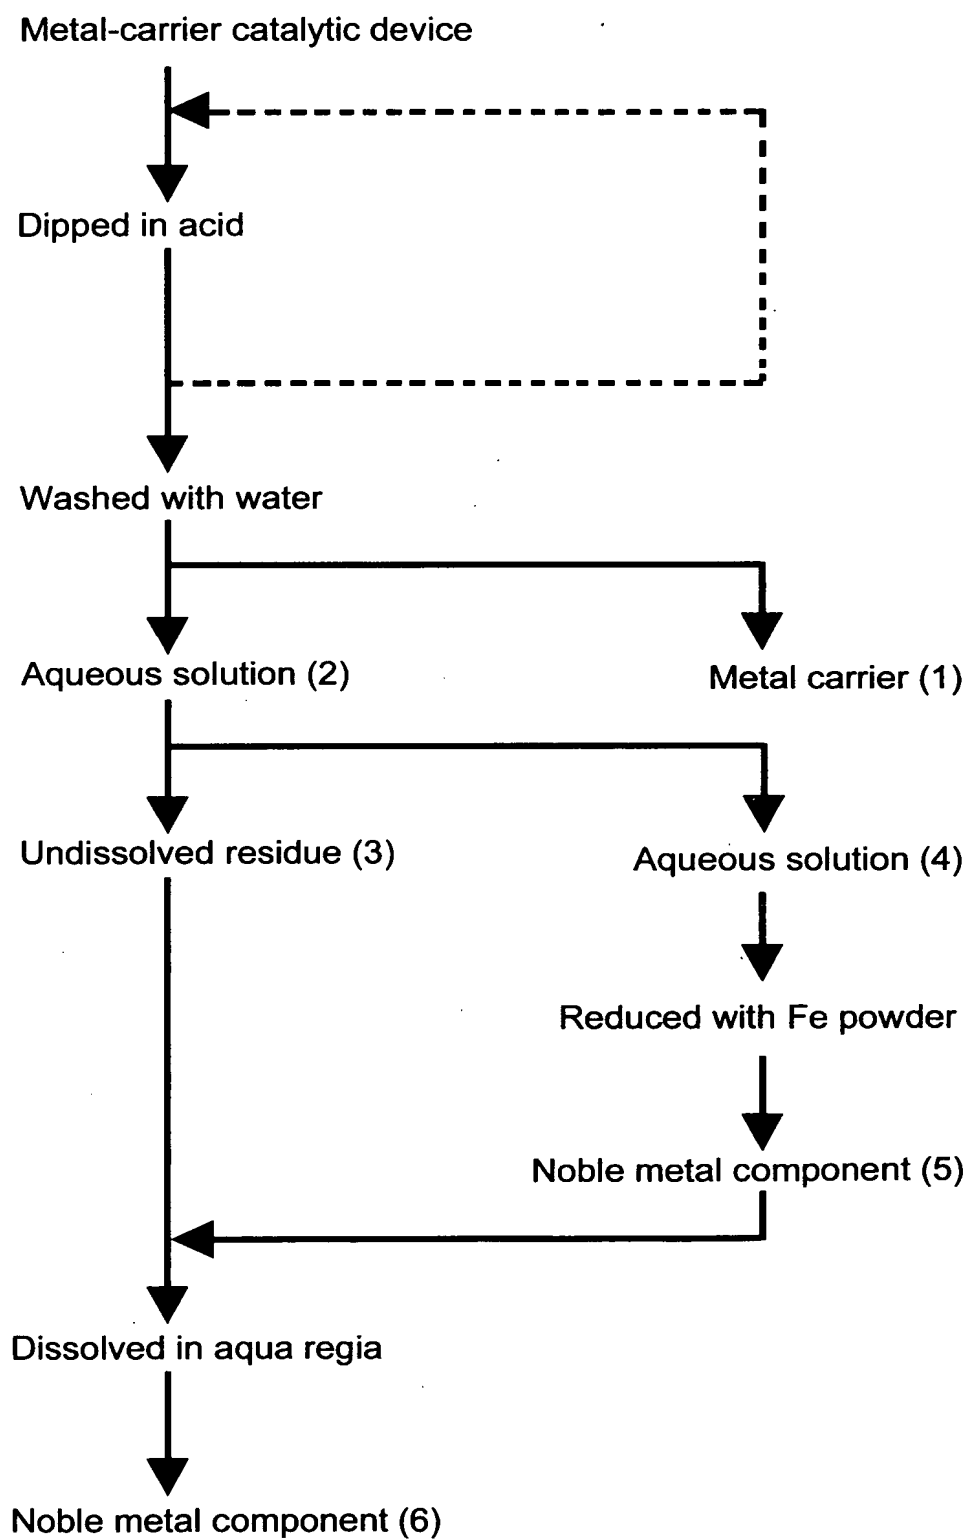 Metal-carrier catalytic device
Dipped in acid
Washed with water
Aqueous solution (2)
Metal carrier (1)
Undissolved residue (3)
Aqueous solution (4)
Reduced with Fe powder
Noble metal component (5)
Dissolved in aqua regia
Noble metal component (6)